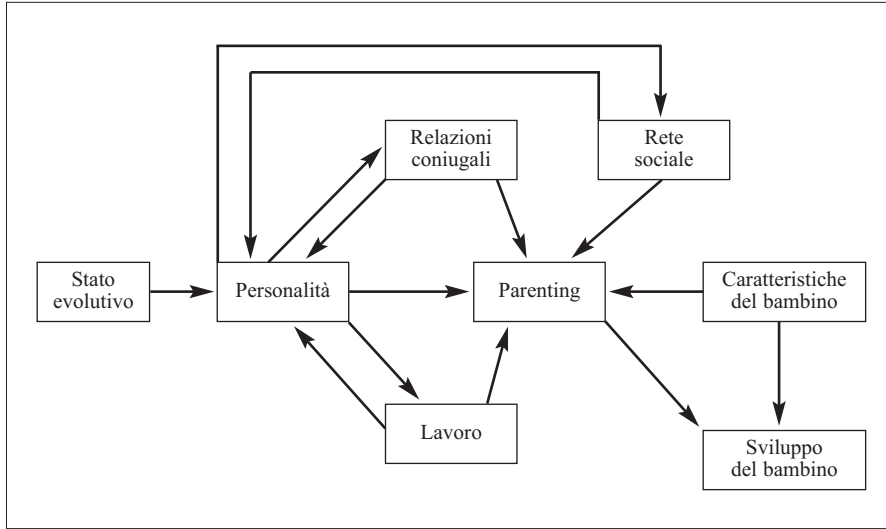 Relazioni
coniugali
Rete
sociale
Stato
evolutivo
Personalità
Parenting
Caratteristiche
del bambino
Lavoro
Sviluppo
del bambino